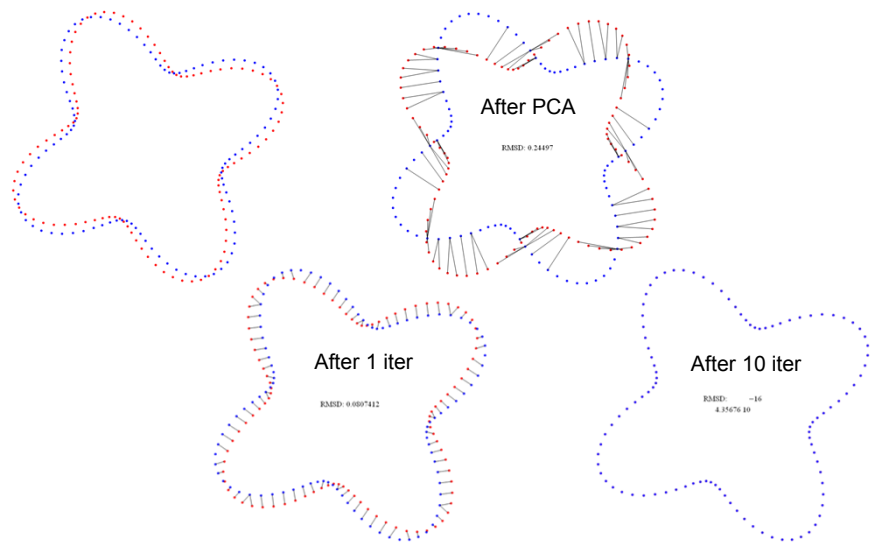 After PCA
RMSD: 0.24497
After 1 iter
RMSD: 0.0807412
After 10 iter
RMSD: −16
4.35676 10